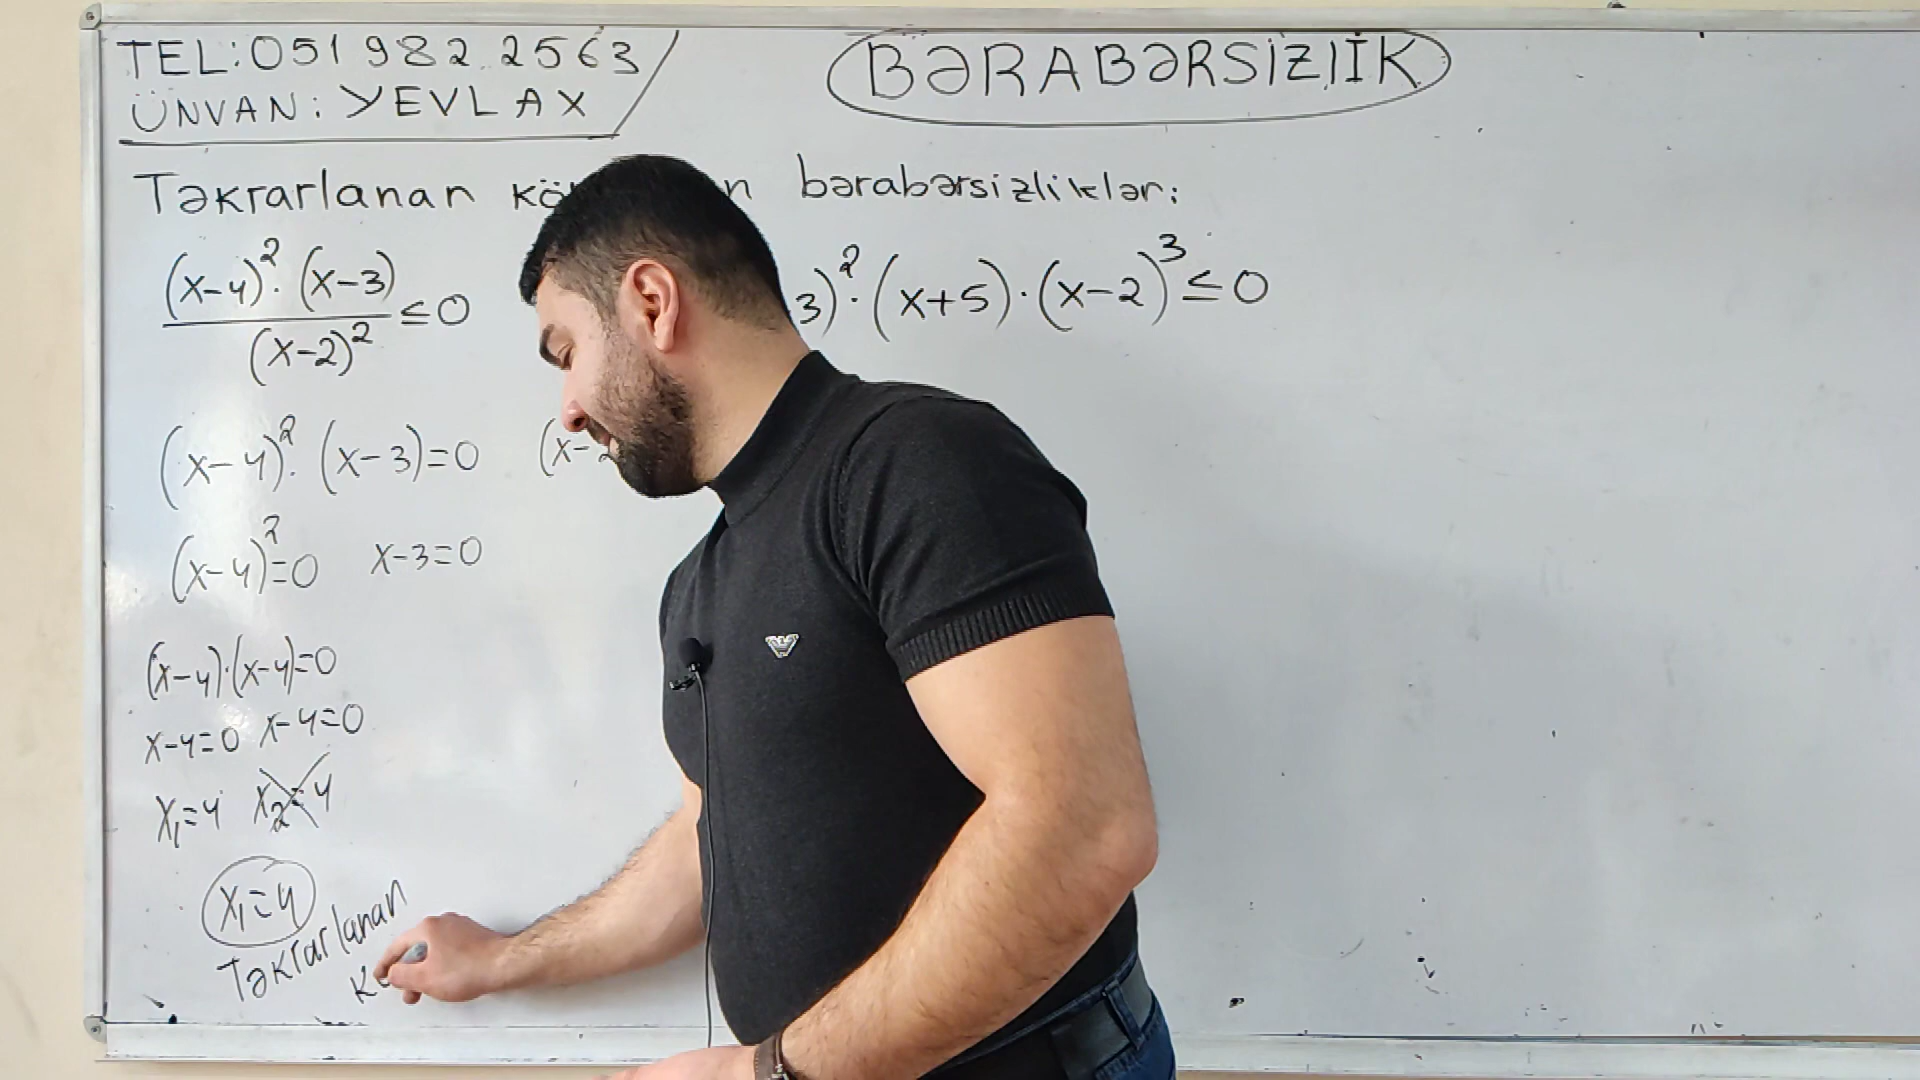 TEL: 051 982 2563
ÜNVAN: YEVLAX
BƏRABƏRSİZLİK
Təkrarlanan bərabərsizliklər:
(x-4)²·(x-3)
(x-2)²
≤0
3)²·(x+5)·(x-2)³≤0
(x-4)²·(x-3)=0 (x-
(x-4)²=0 x-3=0
(x-4)·(x-4)=0
x-4=0 x-4=0
x₁=4 x₂=4
x₁=4
Təkrarlanan